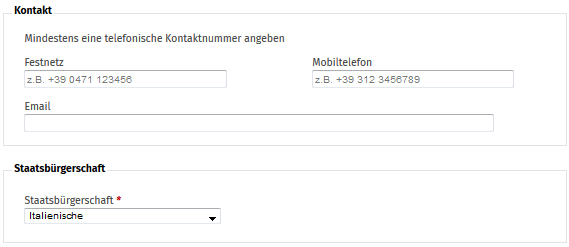 Kontakt
Mindestens eine telefonische Kontaktnummer angeben
Festnetz Mobiltelefon
z.B. +39 0471 123456 z.B. +39 312 3456789
Email
Staatsbürgerschaft
Staatsbürgerschaft *
Italienische